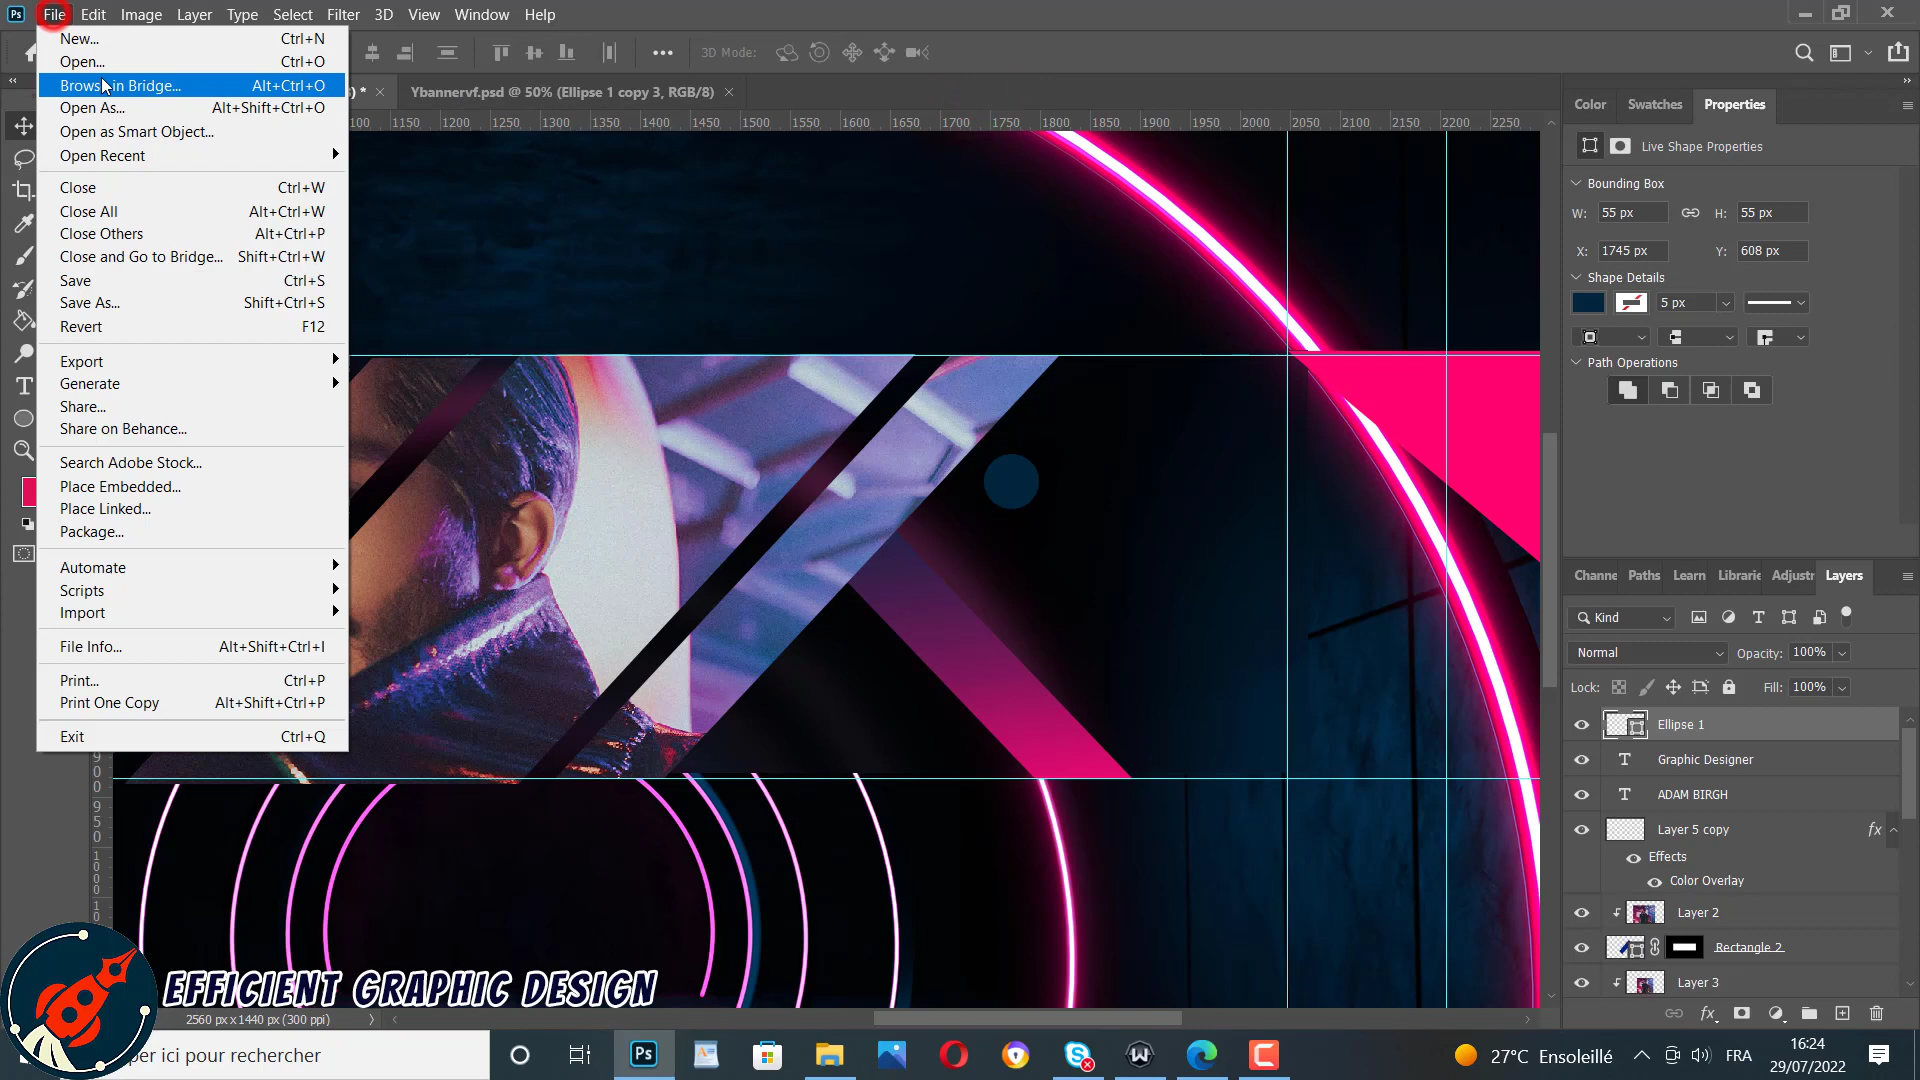 Ps File Edit Image Layer Type Select Filter 3D View Window Help
3D Mode:
New... Ctrl+N
Open... Ctrl+O
Browse in Bridge... Alt+Ctrl+O
Open As... Alt+Shift+Ctrl+O
Open as Smart Object...
Open Recent
Close Ctrl+W
Close All Alt+Ctrl+W
Close Others Alt+Ctrl+P
Close and Go to Bridge... Shift+Ctrl+W
Save Ctrl+S
Save As... Shift+Ctrl+S
Revert F12
Export
Generate
Share...
Share on Behance...
Search Adobe Stock...
Place Embedded...
Place Linked...
Package...
Automate
Scripts
Import
File Info... Alt+Shift+Ctrl+I
Print... Ctrl+P
Print One Copy Alt+Shift+Ctrl+P
Exit Ctrl+Q
) * × Ybannervf.psd @ 50% (Ellipse 1 copy 3, RGB/8) ×
1150 1200 1250 1300 1350 1400 1450 1500 1550 1600 1650 1700 1750 1800 1850 1900 1950 2000 2050 2100 2150 2200 2250
Color Swatches Properties
Live Shape Properties
Bounding Box
W: 55 px H: 55 px
X: 1745 px Y: 608 px
Shape Details
5 px
Path Operations
Channe Paths Learn Librarie Adjustr Layers
Kind
Normal Opacity: 100%
Lock: Fill: 100%
Ellipse 1
T Graphic Designer
T ADAM BIRGH
Layer 5 copy fx
Effects
Color Overlay
Layer 2
Rectangle 2
Layer 3
fx
EFFICIENT GRAPHIC DESIGN
2560 px x 1440 px (300 ppi)
per ici pour rechercher
Ps
27°C Ensoleillé
FRA
16:24
29/07/2022